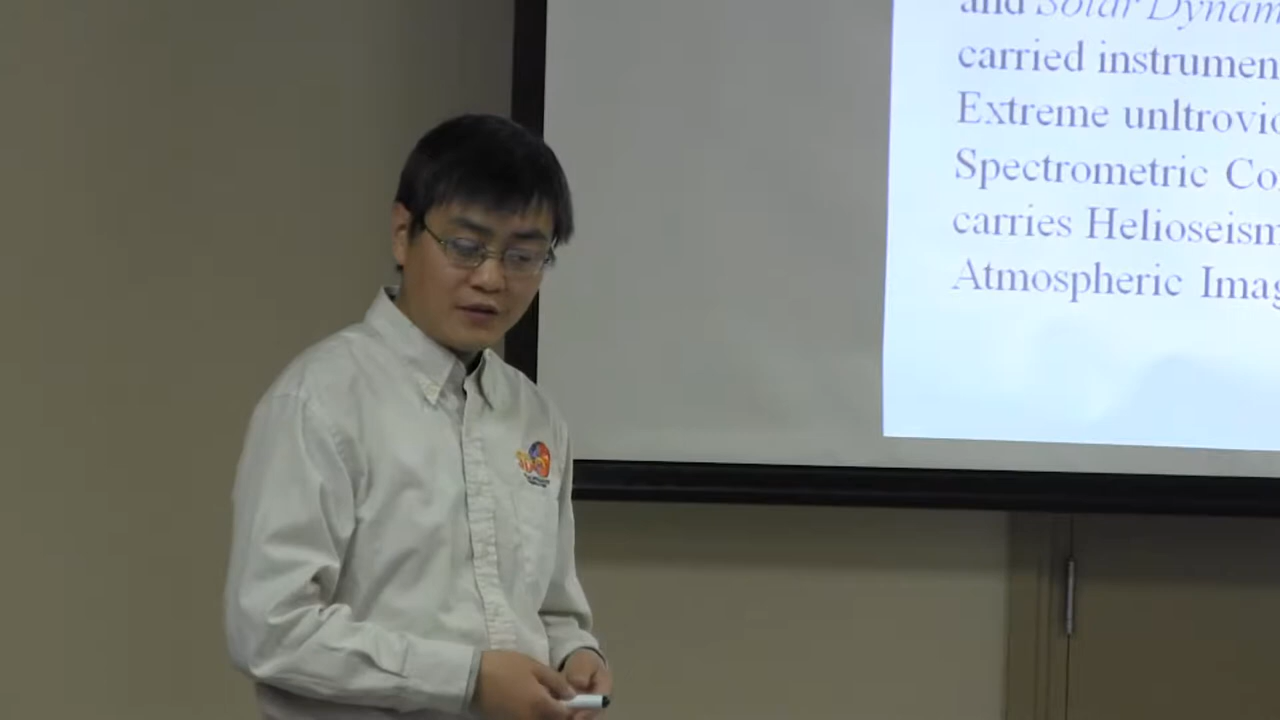 and Solar Dynam
carried instrumen
Extreme unltrovio
Spectrometric Co
carries Helioseism
Atmospheric Imag